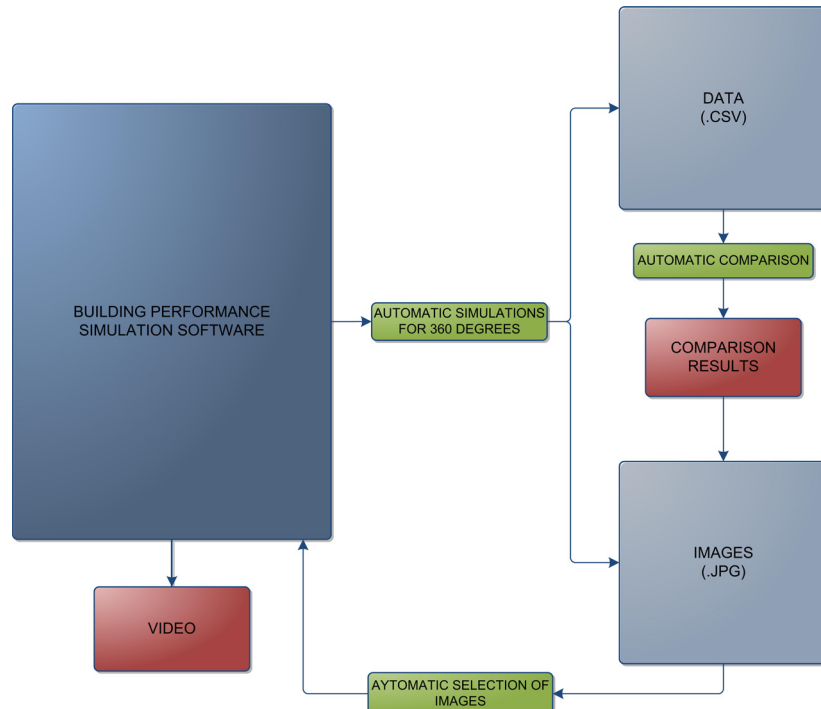 DATA
(.CSV)
AUTOMATIC COMPARISON
BUILDING PERFORMANCE
SIMULATION SOFTWARE
AUTOMATIC SIMULATIONS
FOR 360 DEGREES
COMPARISON
RESULTS
IMAGES
(.JPG)
VIDEO
AYTOMATIC SELECTION OF
IMAGES